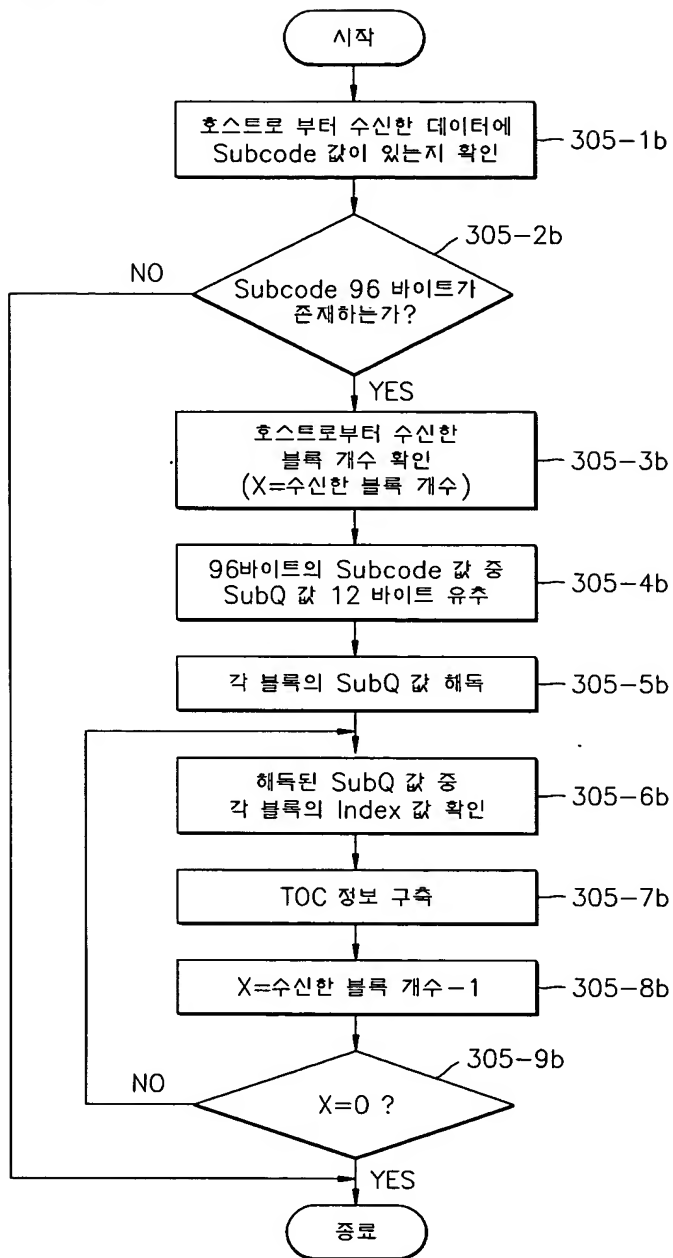 시작
호스트로 부터 수신한 데이터에
Subcode 값이 있는지 확인
305-1b
305-2b
NO
Subcode 96 바이트가
존재하는가?
YES
호스트로부터 수신한
블록 개수 확인
(X=수신한 블록 개수)
305-3b
96바이트의 Subcode 값 중
SubQ 값 12 바이트 유추
305-4b
각 블록의 SubQ 값 해독
305-5b
해독된 SubQ 값 중
각 블록의 Index 값 확인
305-6b
TOC 정보 구축
305-7b
X=수신한 블록 개수-1
305-8b
305-9b
NO
X=0 ?
YES
종료